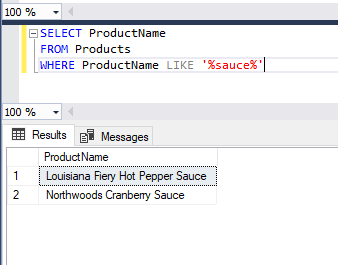 100 %
SELECT ProductName
FROM Products
WHERE ProductName LIKE '%sauce%'
100 %
Results Messages
ProductName
1 Louisiana Fiery Hot Pepper Sauce
2 Northwoods Cranberry Sauce